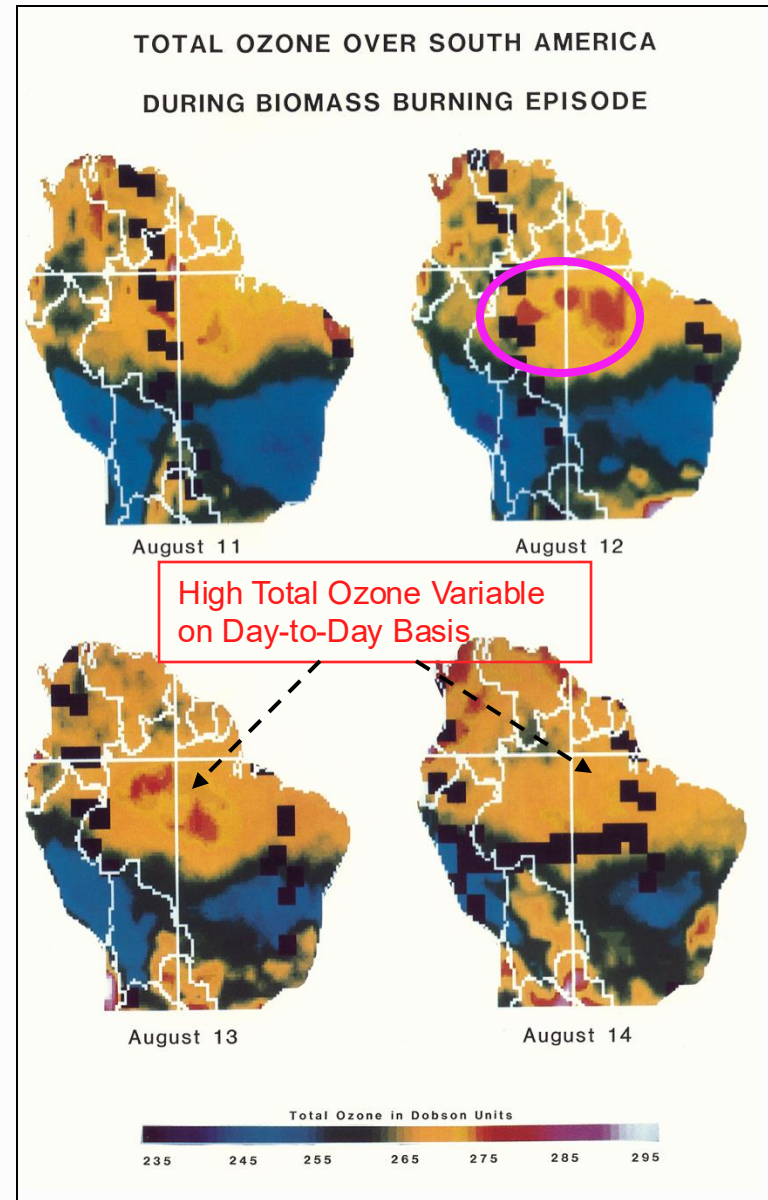 TOTAL OZONE OVER SOUTH AMERICA
DURING BIOMASS BURNING EPISODE
August 11
August 12
High Total Ozone Variable
on Day-to-Day Basis
August 13
August 14
Total Ozone in Dobson Units
235 245 255 265 275 285 295